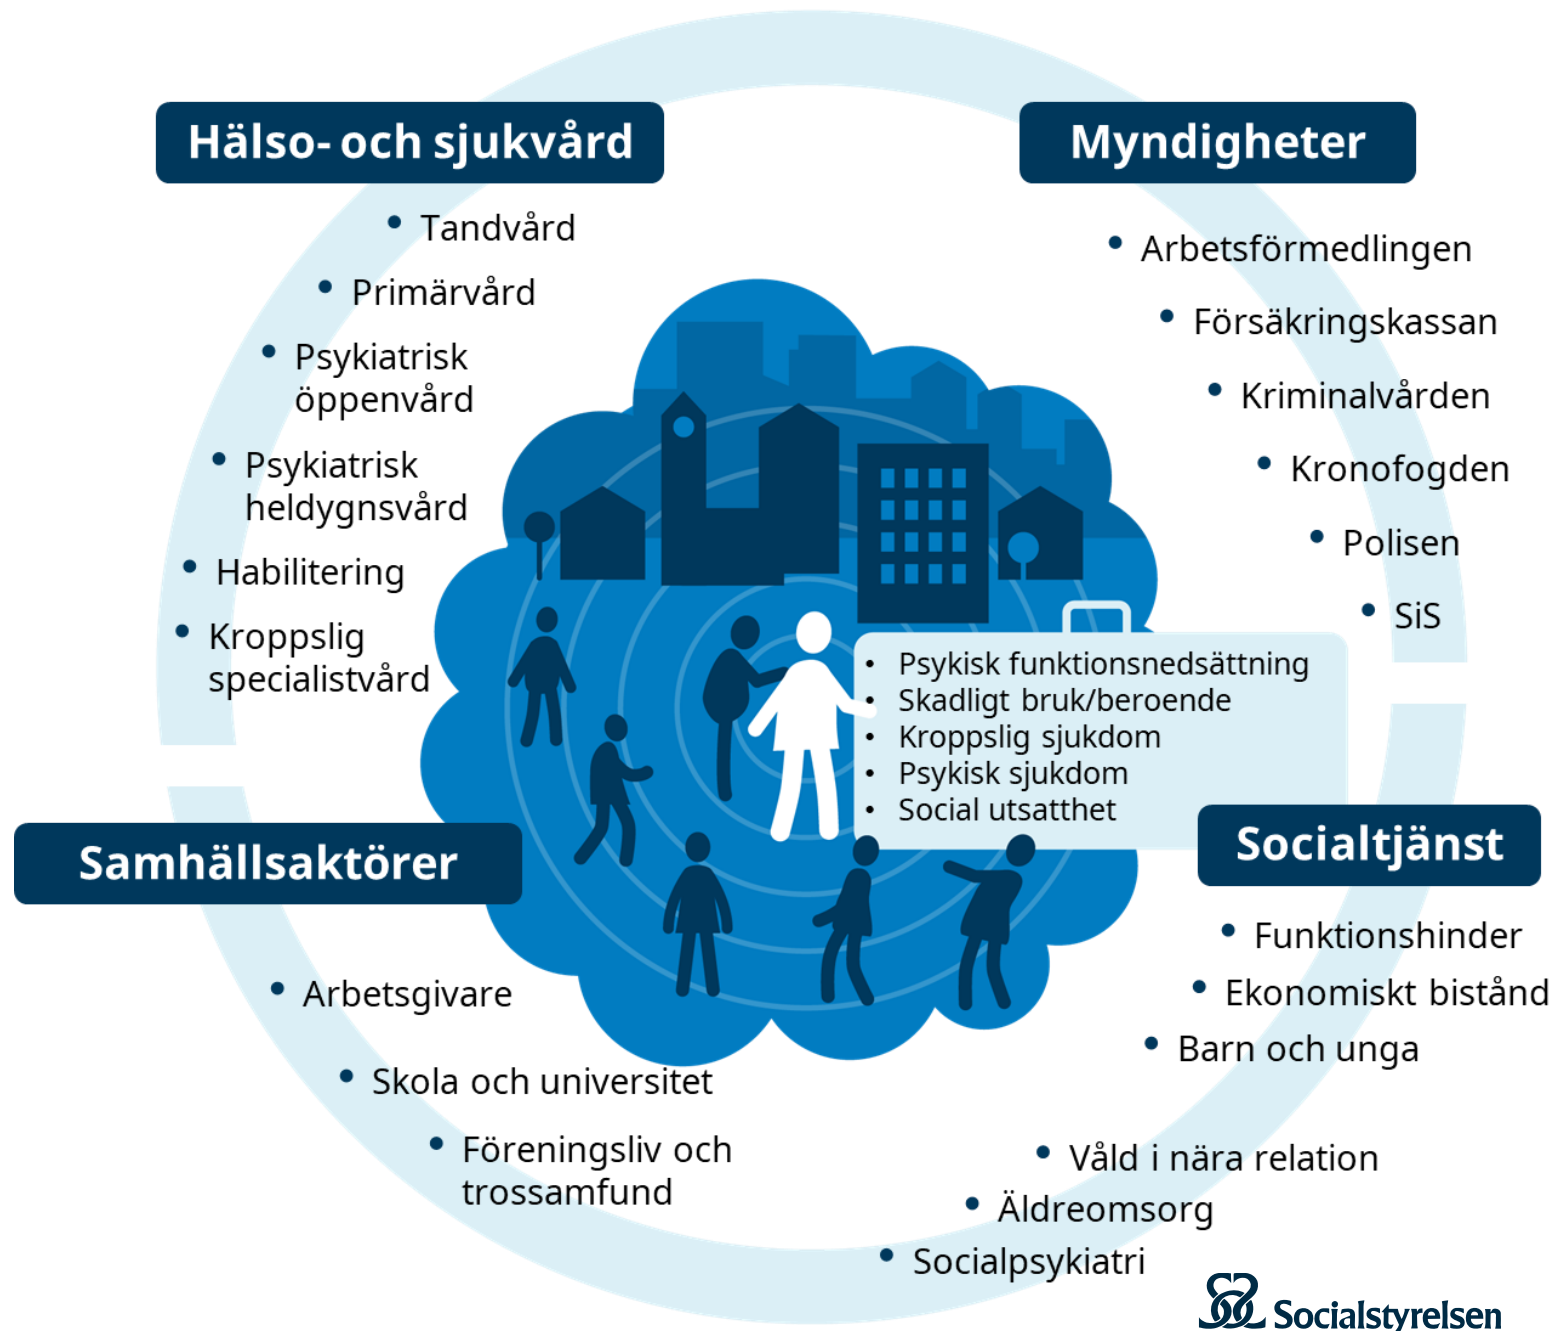 Hälso- och sjukvård
Tandvård
Primärvård
Psykiatrisk
öppenvård
Psykiatrisk
heldygnsvård
Habilitering
Kroppslig
specialistvård
Myndigheter
Arbetsförmedlingen
Försäkringskassan
Kriminalvården
Kronofogden
Polisen
SiS
Psykisk funktionsnedsättning
Skadligt bruk/beroende
Kroppslig sjukdom
Psykisk sjukdom
Social utsatthet
Samhällsaktörer
Arbetsgivare
Skola och universitet
Föreningsliv och
trossamfund
Socialtjänst
Funktionshinder
Ekonomiskt bistånd
Barn och unga
Våld i nära relation
Äldreomsorg
Socialpsykiatri
Socialstyrelsen